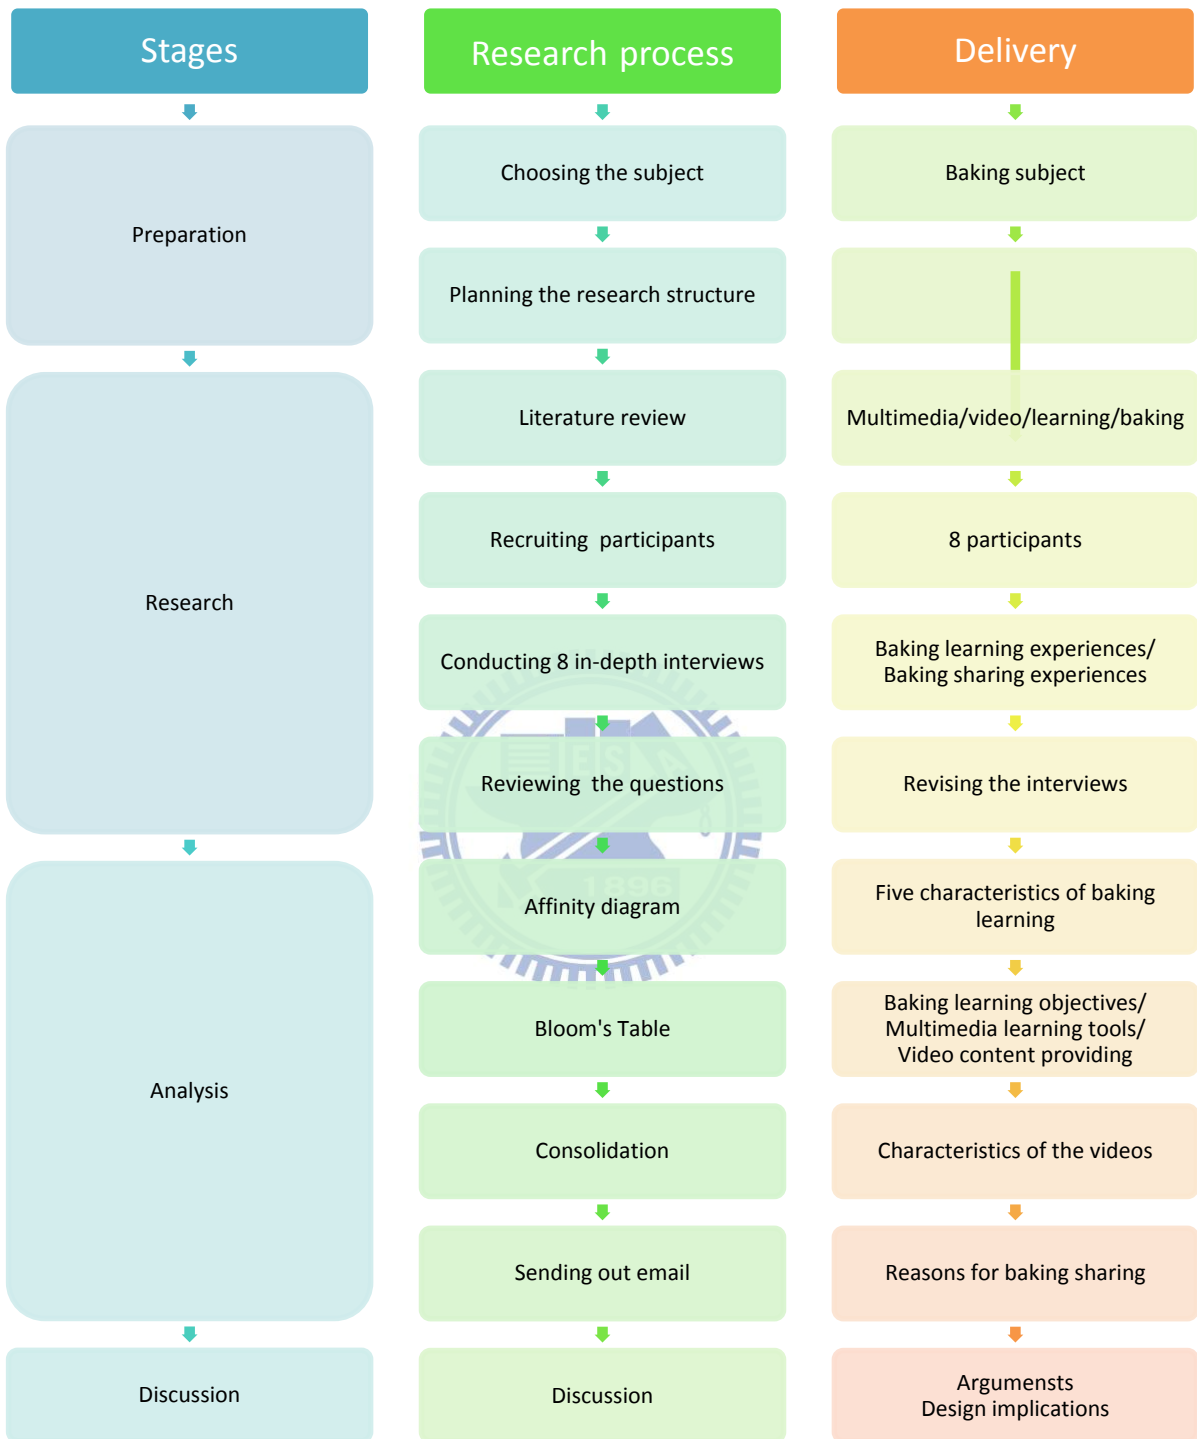 Stages
Research process
Delivery
Preparation
Choosing the subject
Baking subject
Planning the research structure
Research
Literature review
Multimedia/video/learning/baking
Recruiting participants
8 participants
Conducting 8 in-depth interviews
Baking learning experiences/
Baking sharing experiences
Reviewing the questions
Revising the interviews
ES
1896
Analysis
Affinity diagram
Five characteristics of baking
learning
Bloom's Table
Baking learning objectives/
Multimedia learning tools/
Video content providing
Consolidation
Characteristics of the videos
Sending out email
Reasons for baking sharing
Discussion
Discussion
Argumensts
Design implications